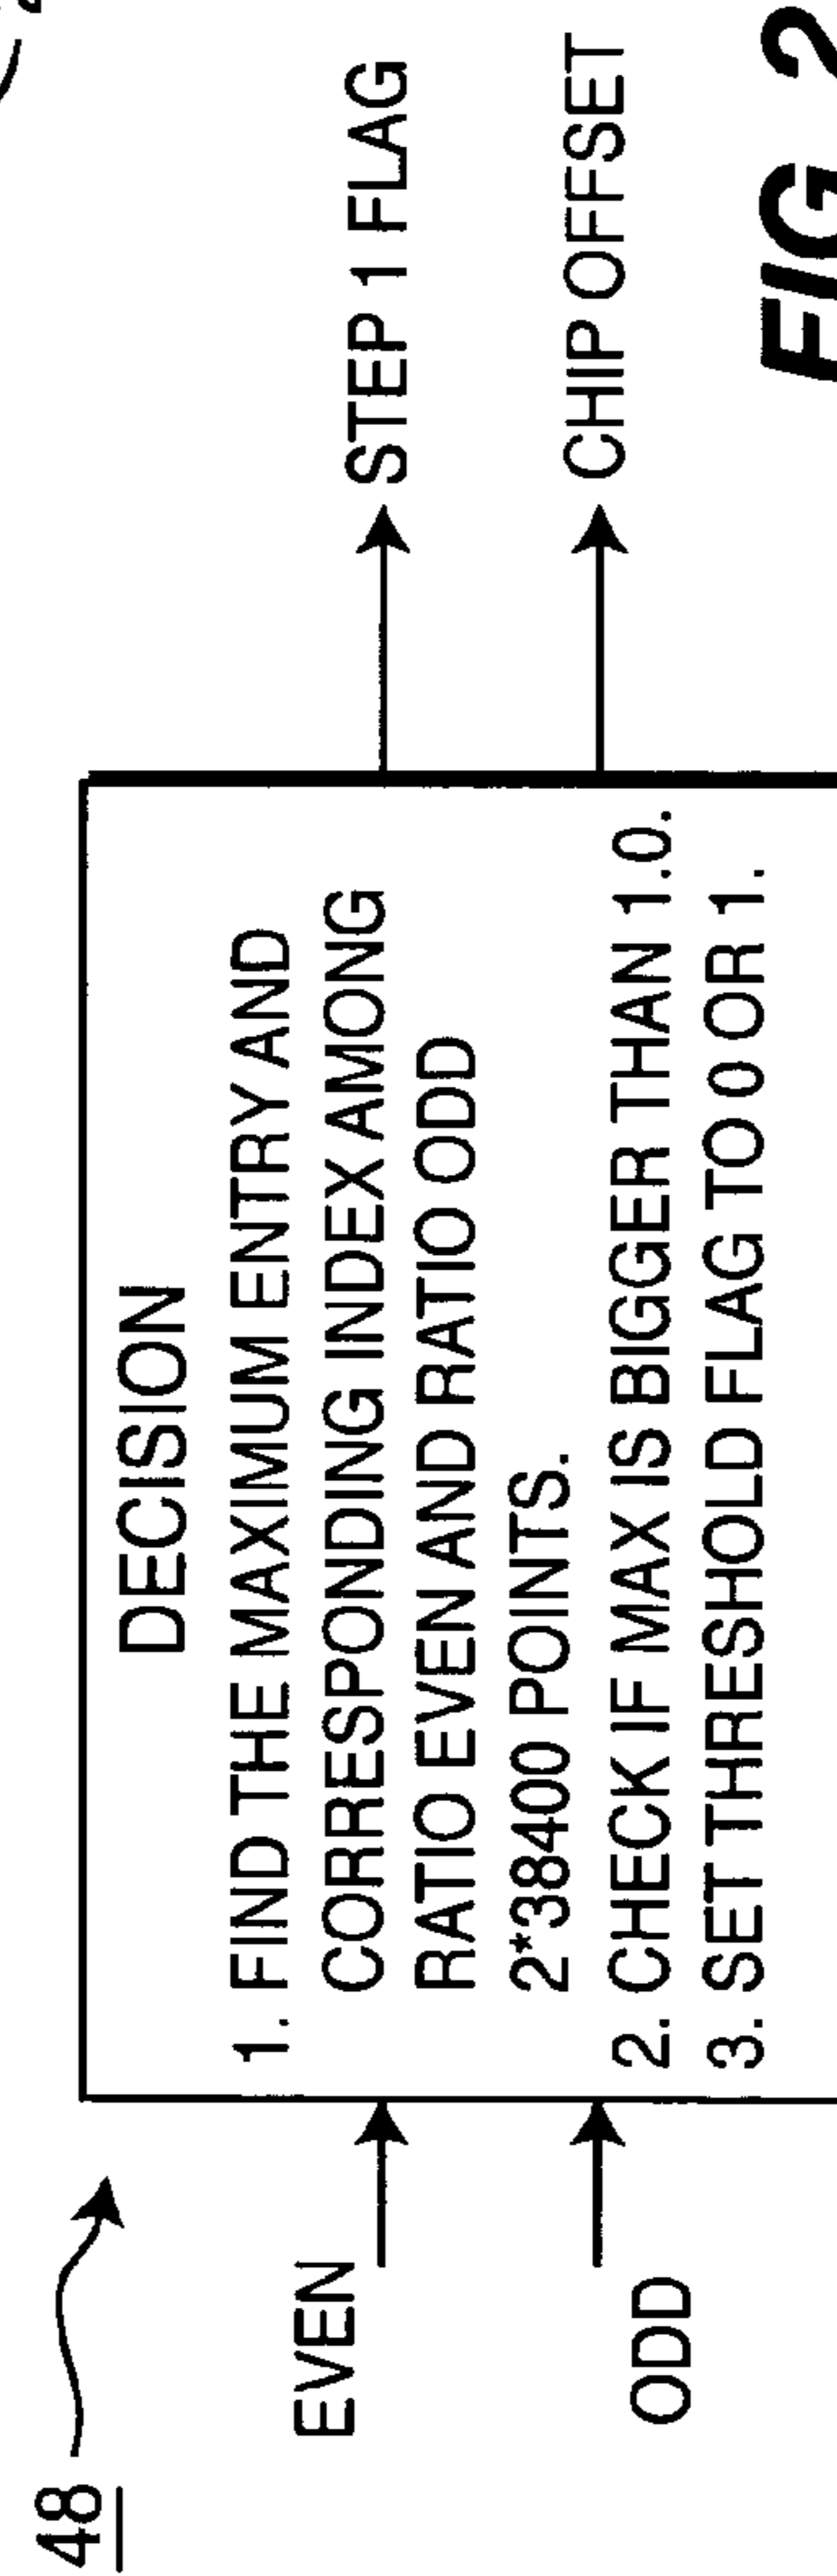 48
EVEN
ODD
DECISION
1. FIND THE MAXIMUM ENTRY AND
CORRESPONDING INDEX AMONG
RATIO EVEN AND RATIO ODD
2*38400 POINTS.
2. CHECK IF MAX IS BIGGER THAN 1.0.
3. SET THRESHOLD FLAG TO 0 OR 1.
STEP 1 FLAG
CHIP OFFSET
FIG. 2